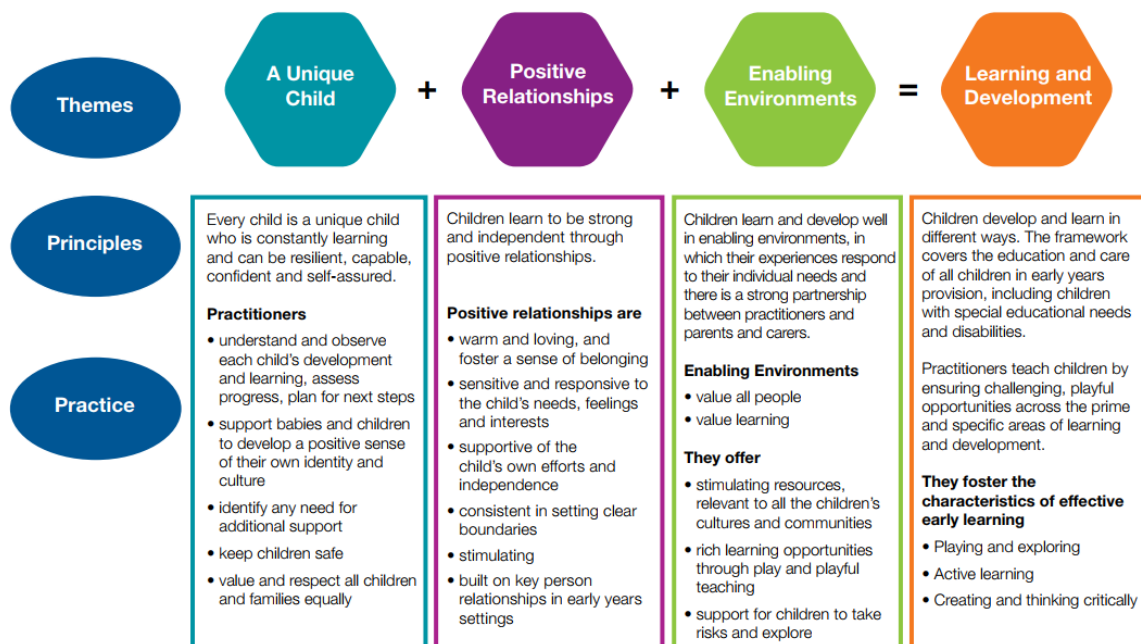 Themes
A Unique
Child
+
Positive
Relationships
+
Enabling
Environments
=
Learning and
Development
Principles
Practice
Every child is a unique child
who is constantly learning
and can be resilient, capable,
confident and self-assured.
Practitioners
• understand and observe
each child's development
and learning, assess
progress, plan for next steps
• support babies and children
to develop a positive sense
of their own identity and
culture
• identify any need for
additional support
• keep children safe
• value and respect all children
and families equally
Children learn to be strong
and independent through
positive relationships.
Positive relationships are
• warm and loving, and
foster a sense of belonging
• sensitive and responsive to
the child's needs, feelings
and interests
• supportive of the
child's own efforts and
independence
• consistent in setting clear
boundaries
• stimulating
• built on key person
relationships in early years
settings
Children learn and develop well
in enabling environments, in
which their experiences respond
to their individual needs and
there is a strong partnership
between practitioners and
parents and carers.
Enabling Environments
• value all people
• value learning
They offer
• stimulating resources,
relevant to all the children's
cultures and communities
• rich learning opportunities
through play and playful
teaching
• support for children to take
risks and explore
Children develop and learn in
different ways. The framework
covers the education and care
of all children in early years
provision, including children
with special educational needs
and disabilities.
Practitioners teach children by
ensuring challenging, playful
opportunities across the prime
and specific areas of learning
and development.
They foster the
characteristics of effective
early learning
• Playing and exploring
• Active learning
• Creating and thinking critically